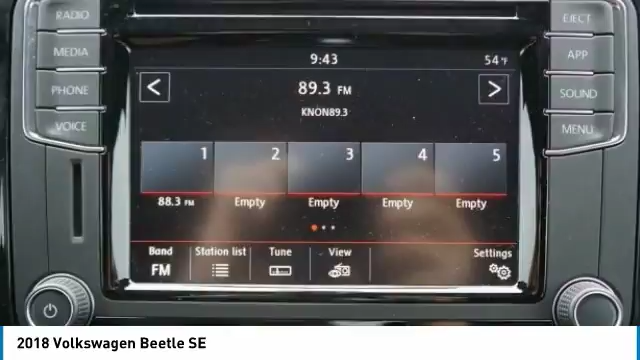 RADIO
MEDIA
PHONE
VOICE
EJECT
APP
SOUND
MENU
9:43
54 °F
<
89.3 FM
>
KNON89.3
1 2 3 4 5
88.3 FM Empty Empty Empty Empty
Band Station list Tune View Settings
FM
2018 Volkswagen Beetle SE